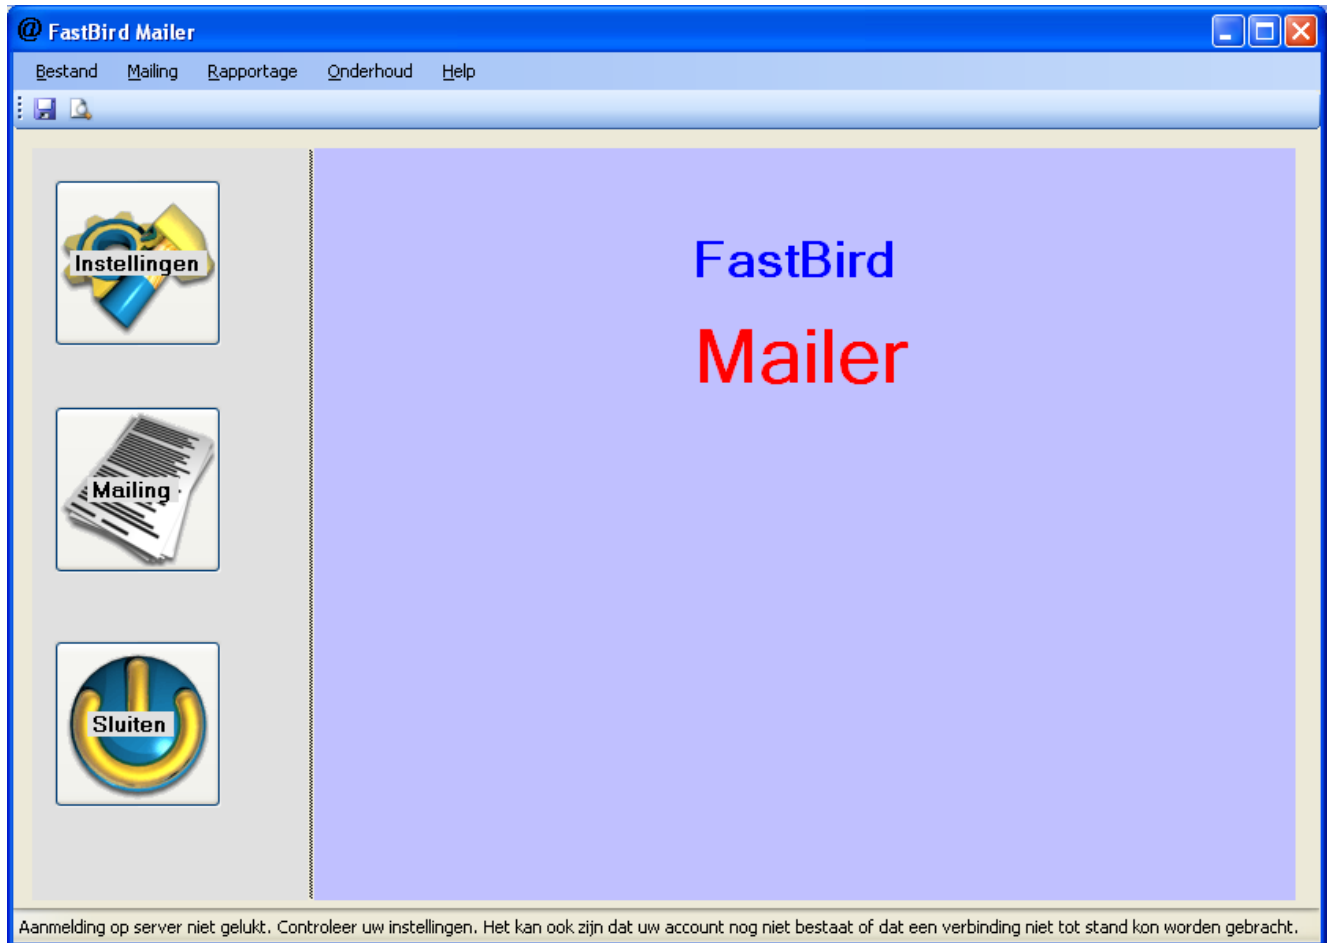 @ FastBird Mailer
Bestand Mailing Rapportage Onderhoud Help
Instellingen
FastBird
Mailer
Mailing
Sluiten
Aanmelding op server niet gelukt. Controleer uw instellingen. Het kan ook zijn dat uw account nog niet bestaat of dat een verbinding niet tot stand kon worden gebracht.